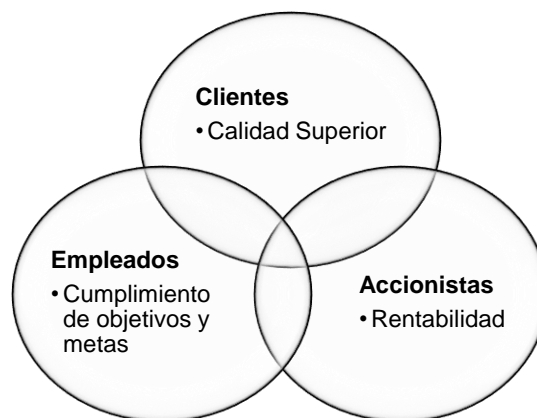 Clientes
• Calidad Superior
Empleados
• Cumplimiento
de objetivos y
metas
Accionistas
• Rentabilidad